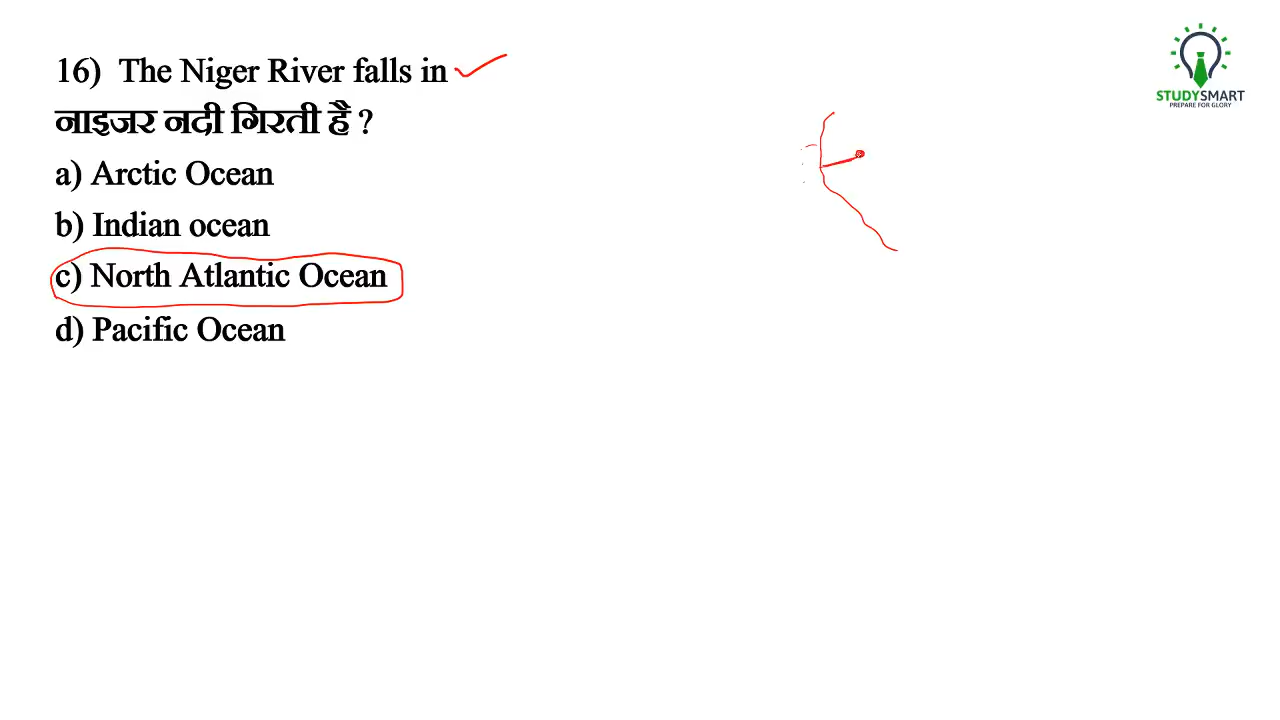 STUDYSMART
PREPARE FOR GLORY
16) The Niger River falls in
नाइजर नदी गिरती है ?
a) Arctic Ocean
b) Indian ocean
c) North Atlantic Ocean
d) Pacific Ocean